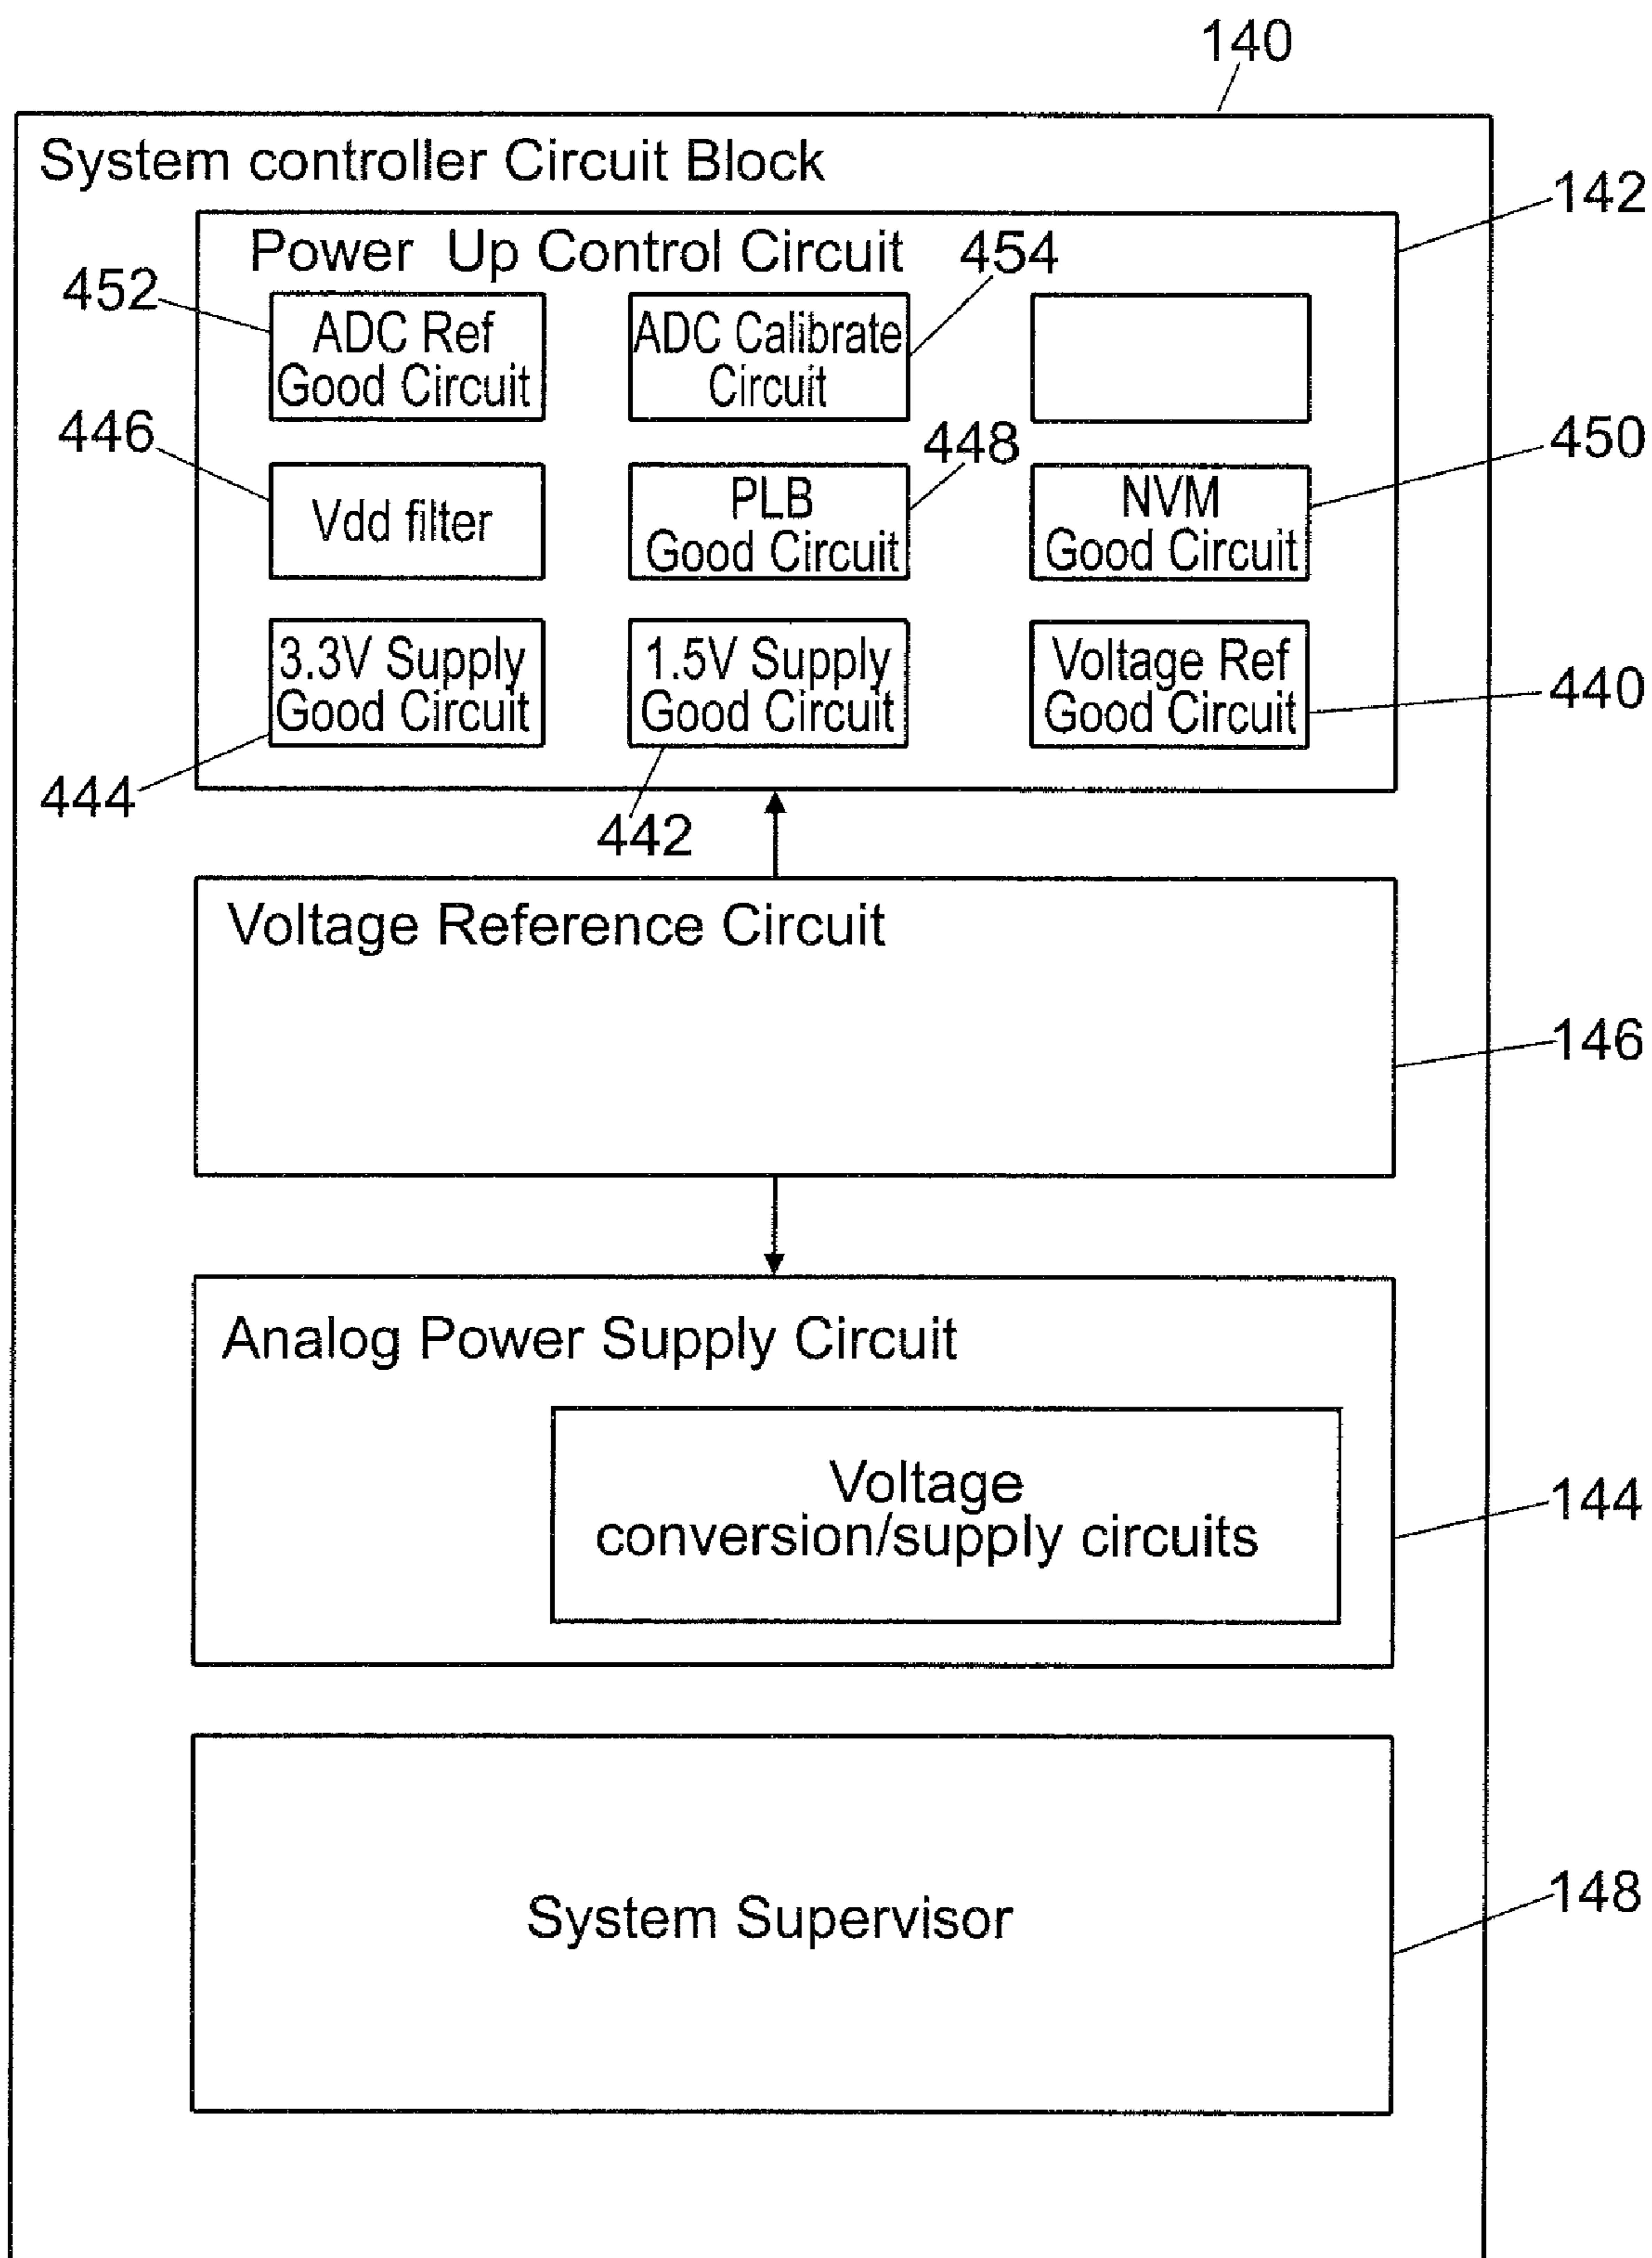 140
System controller Circuit Block
142
Power Up Control Circuit
454
452
ADC Ref
Good Circuit
ADC Calibrate
Circuit
446
448
450
Vdd filter
PLB
Good Circuit
NVM
Good Circuit
3.3V Supply
Good Circuit
1.5V Supply
Good Circuit
Voltage Ref
Good Circuit
440
444
442
Voltage Reference Circuit
146
Analog Power Supply Circuit
Voltage
conversion/supply circuits
144
System Supervisor
148